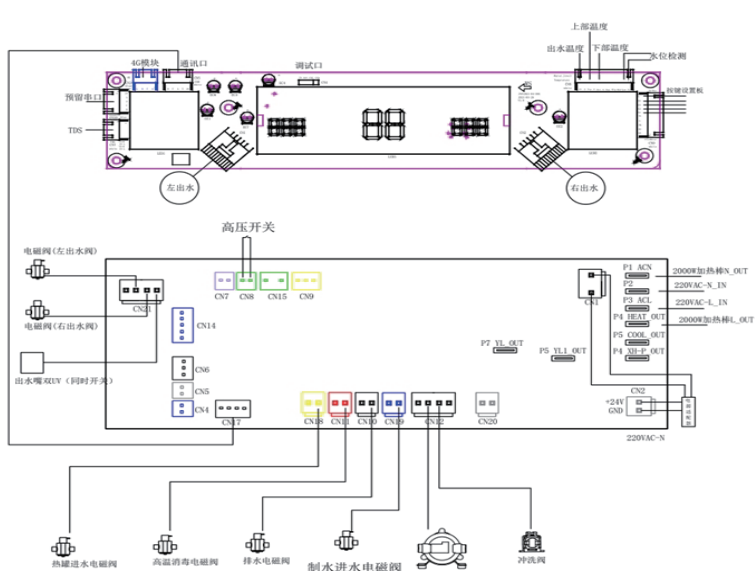 上部温度
出水温度 下部温度
水位检测
4G模块 通讯口
调试口
预留串口
按键设置板
TDS
左出水
右出水
高压开关
电磁阀(左出水阀)
CN7 CN8 CN15 CN9
CN21
CN1
P1 ACN
2000W加热棒N_OUT
P2
220VAC-N_IN
P3 ACL
220VAC-L_IN
P4 HEAT_OUT
2000W加热棒L_OUT
P5 COOL_OUT
P4 XH-P_OUT
电磁阀(右出水阀)
CN14
P7 YL_OUT
P5 YL1_OUT
出水嘴双UV(同时开关)
CN6
CN5
CN4
CN17
CN18 CN11 CN10 CN19 CN12 CN20
CN2
+24V
GND
220VAC-N
热罐进水电磁阀
高温消毒电磁阀
排水电磁阀
制水进水电磁阀
冲洗阀